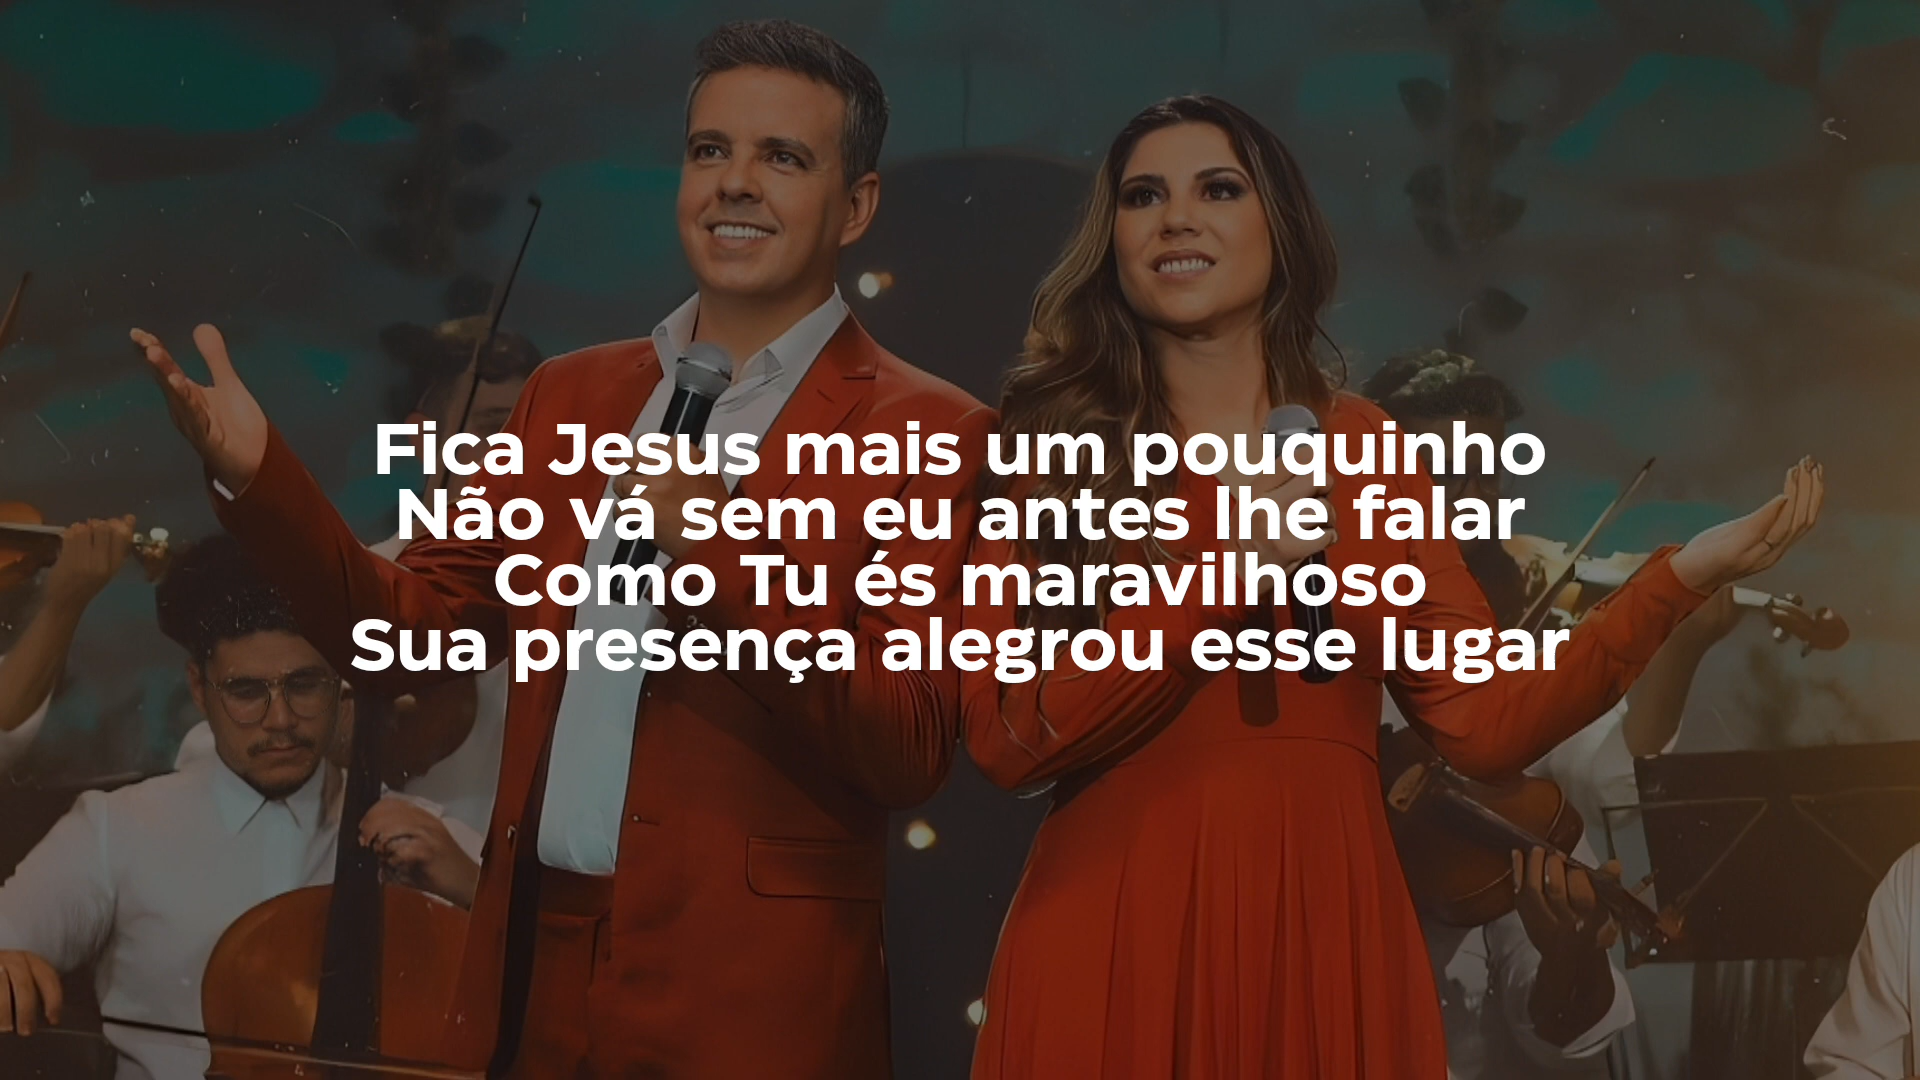 Fica Jesus mais um pouquinho
Não vá sem eu antes lhe falar
Como Tu és maravilhoso
Sua presença alegrou esse lugar